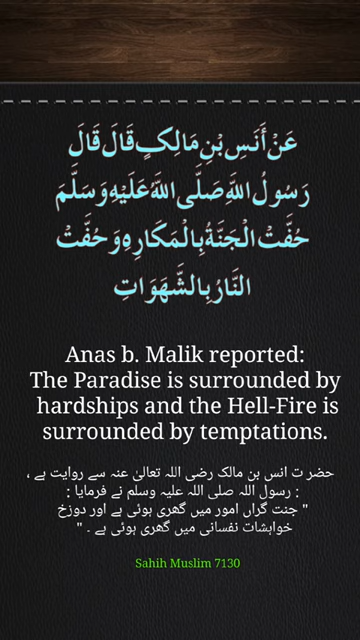 عَنْ أَنَسِ بْنِ مَالِكٍ قَالَ قَالَ
رَسُولُ اللَّهِ صَلَّى اللَّهُ عَلَيْهِ وَسَلَّمَ
حُفَّتْ الْجَنَّةُ بِالْمَكَارِهِ وَحُفَّتْ
النَّارُ بِالشَّهَوَاتِ
Anas b. Malik reported:
The Paradise is surrounded by
hardships and the Hell-Fire is
surrounded by temptations.
حضر ت انس بن مالک رضی اللہ تعالیٰ عنہ سے روایت ہے ،
: رسول اللہ صلی اللہ علیہ وسلم نے فرمایا :
" جنت گراں امور میں گھری ہوئی ہے اور دوزخ
خواہشات نفسانی میں گھری ہوئی ہے ۔ "
Sahih Muslim 7130